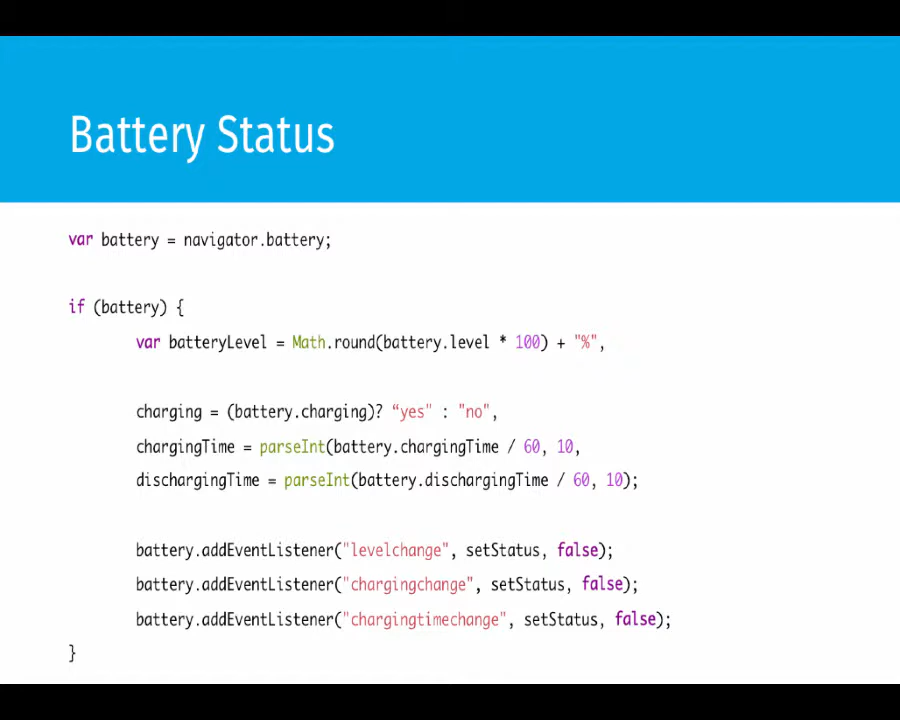 Battery Status
var battery = navigator.battery;
if (battery) {
var batteryLevel = Math.round(battery.level * 100) + "%",
charging = (battery.charging)? “yes" : "no",
chargingTime = parseInt(battery.chargingTime / 60, 10,
dischargingTime = parseInt(battery.dischargingTime / 60, 10);
battery.addEventListener("levelchange", setStatus, false);
battery.addEventListener("chargingchange", setStatus, false);
battery.addEventListener("chargingtimechange", setStatus, false);
}